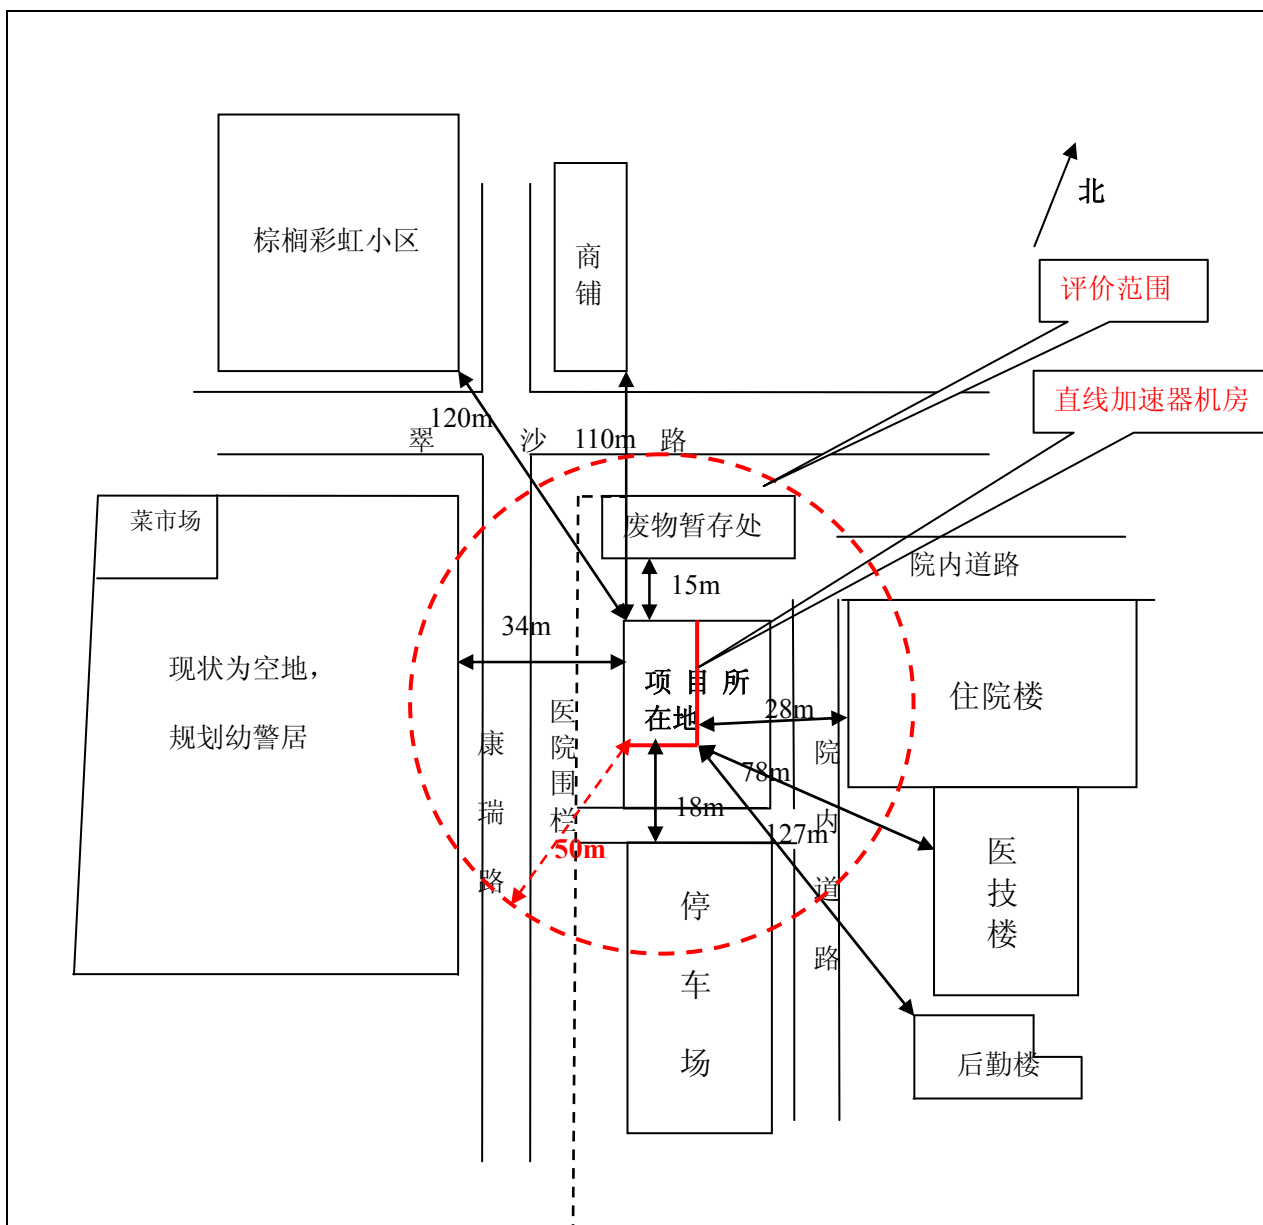 北
棕榈彩虹小区
商
铺
评价范围
直线加速器机房
120m
翠 沙 110m 路
菜市场
废物暂存处
院内道路
15m
34m
现状为空地，
规划幼警居
项 目 所
在地
28m
住院楼
医
院
围
栏
康
瑞
路
院
内
道
路
78m
18m
127m
50m
医
技
楼
停
车
场
后勤楼